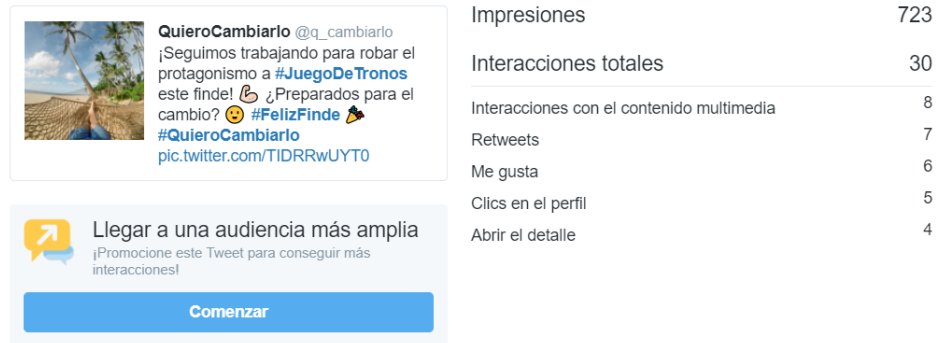 QuieroCambiarlo @q_cambiarlo
¡Seguimos trabajando para robar el
protagonismo a #JuegoDeTronos
este finde! 💪 ¿Preparados para el
cambio? 😮 #FelizFinde 🎉
#QuieroCambiarlo
pic.twitter.com/TIDRRwUYT0
Llegar a una audiencia más amplia
¡Promocione este Tweet para conseguir más
interacciones!
Comenzar
Impresiones 723
Interacciones totales 30
Interacciones con el contenido multimedia 8
Retweets 7
Me gusta 6
Clics en el perfil 5
Abrir el detalle 4